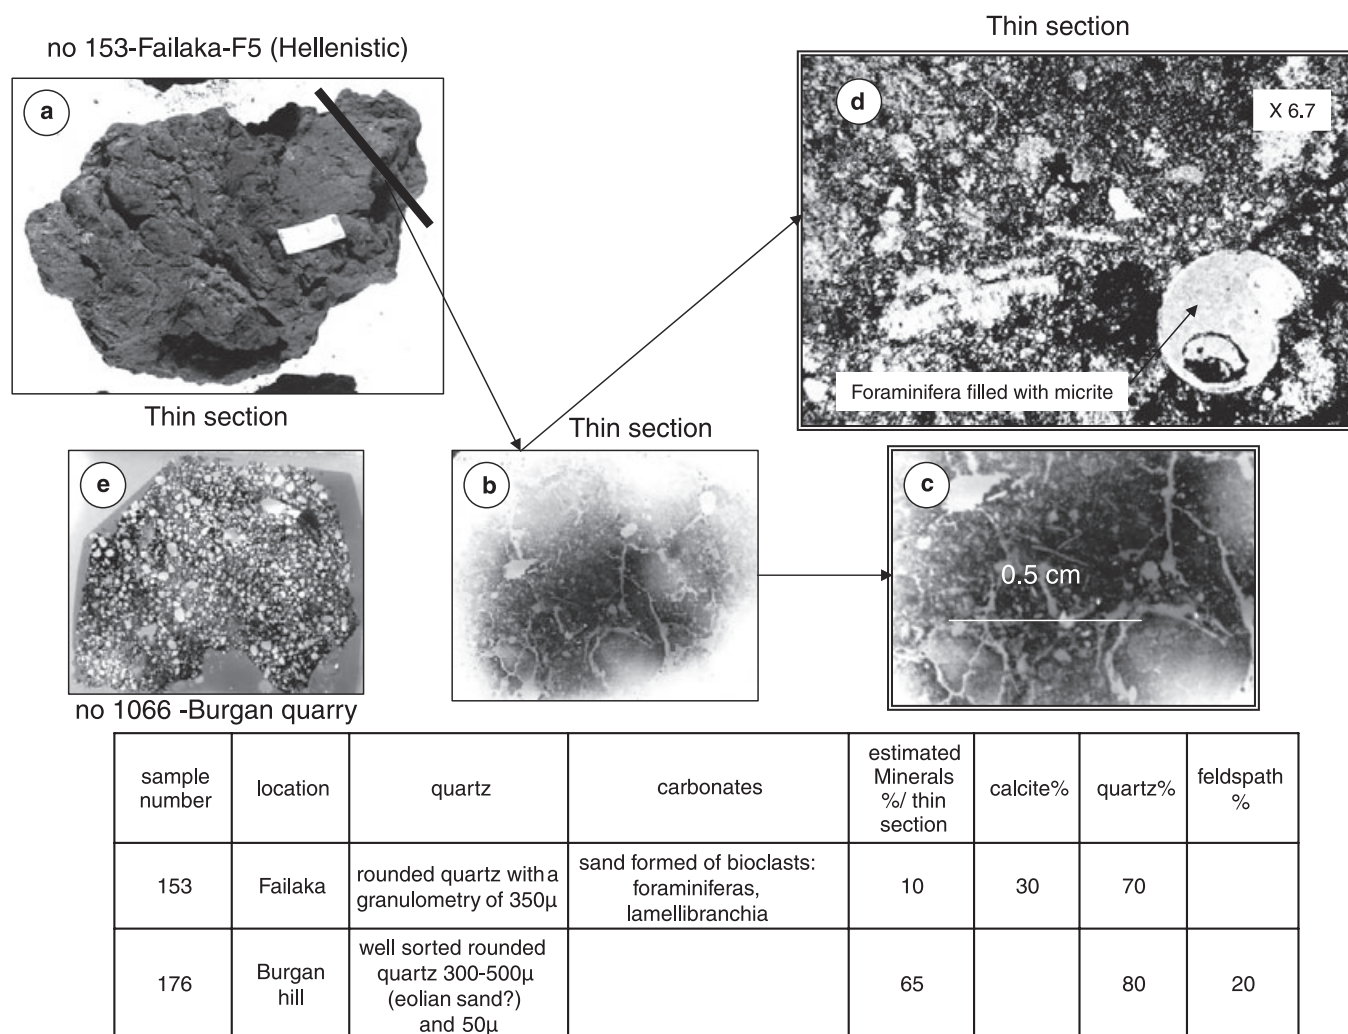 Thin section
no 153-Failaka-F5 (Hellenistic)
a
d
X 6.7
Foraminifera filled with micrite
Thin section
Thin section
e
b
c
0.5 cm
no 1066 -Burgan quarry
sample
number
location
quartz
carbonates
estimated
Minerals
%/ thin
section
calcite%
quartz%
feldspath
%
153
Failaka
rounded quartz with a
granulometry of 350µ
sand formed of bioclasts:
foraminiferas,
lamellibranchia
10
30
70
176
Burgan
hill
well sorted rounded
quartz 300-500µ
(eolian sand?)
and 50µ
65
80
20